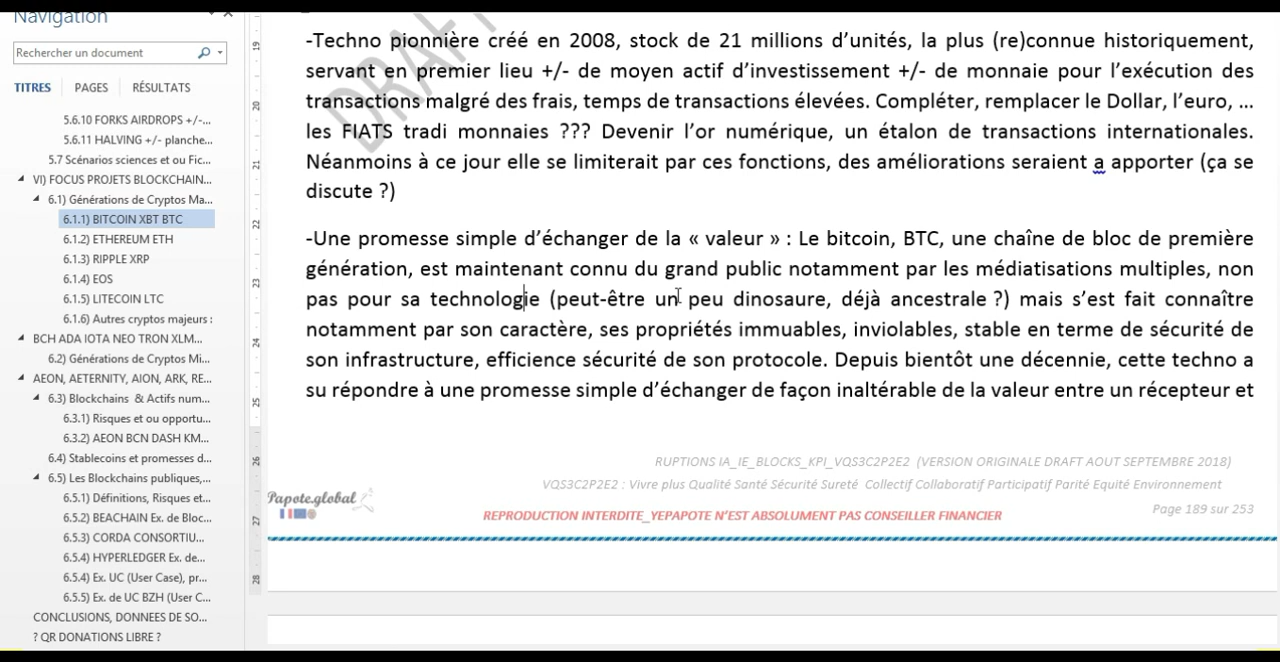 Navigation
Rechercher un document
TITRES PAGES RÉSULTATS
5.6.10 FORKS AIRDROPS +/-...
5.6.11 HALVING +/- planche...
5.7 Scénarios sciences et ou Fic...
VI) FOCUS PROJETS BLOCKCHAIN...
6.1) Générations de Cryptos Ma...
6.1.1) BITCOIN XBT BTC
6.1.2) ETHEREUM ETH
6.1.3) RIPPLE XRP
6.1.4) EOS
6.1.5) LITECOIN LTC
6.1.6) Autres cryptos majeurs :
BCH ADA IOTA NEO TRON XLM...
6.2) Générations de Cryptos Mi...
AEON, AETERNITY, AION, ARK, RE...
6.3) Blockchains & Actifs num...
6.3.1) Risques et ou opportu...
6.3.2) AEON BCN DASH KM...
6.4) Stablecoins et promesses d...
6.5) Les Blockchains publiques,...
6.5.1) Définitions, Risques et...
6.5.2) BEACHAIN Ex. de Bloc...
6.5.3) CORDA CONSORTIU...
6.5.4) HYPERLEDGER Ex. de...
6.5.4) Ex. UC (User Case), pr...
6.5.5) Ex. de UC BZH (User C...
CONCLUSIONS, DONNEES DE SO...
? QR DONATIONS LIBRE ?
19
20
21
22
23
24
25
26
27
28
DRAFT
-Techno pionnière créé en 2008, stock de 21 millions d’unités, la plus (re)connue historiquement,
servant en premier lieu +/- de moyen actif d’investissement +/- de monnaie pour l’exécution des
transactions malgré des frais, temps de transactions élevées. Compléter, remplacer le Dollar, l’euro, ...
les FIATS tradi monnaies ??? Devenir l’or numérique, un étalon de transactions internationales.
Néanmoins à ce jour elle se limiterait par ces fonctions, des améliorations seraient a apporter (ça se
discute ?)
-Une promesse simple d’échanger de la « valeur » : Le bitcoin, BTC, une chaîne de bloc de première
génération, est maintenant connu du grand public notamment par les médiatisations multiples, non
pas pour sa technologie (peut-être un peu dinosaure, déjà ancestrale ?) mais s’est fait connaître
notamment par son caractère, ses propriétés immuables, inviolables, stable en terme de sécurité de
son infrastructure, efficience sécurité de son protocole. Depuis bientôt une décennie, cette techno a
su répondre à une promesse simple d’échanger de façon inaltérable de la valeur entre un récepteur et
RUPTIONS IA_IE_BLOCKS_KPI_VQS3C2P2E2 (VERSION ORIGINALE DRAFT AOUT SEPTEMBRE 2018)
VQS3C2P2E2 : Vivre plus Qualité Santé Sécurité Sureté Collectif Collaboratif Participatif Parité Equité Environnement
Papote.global
Page 189 sur 253
REPRODUCTION INTERDITE_YEPAPOTE N’EST ABSOLUMENT PAS CONSEILLER FINANCIER